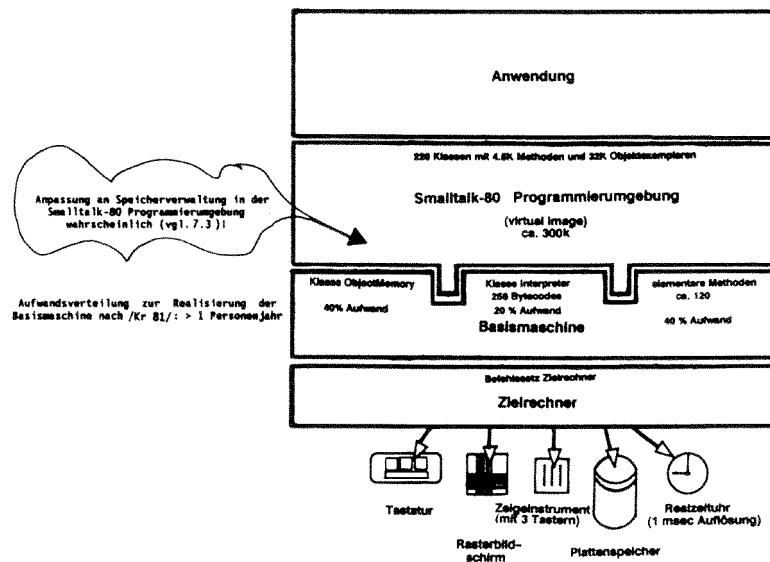 Anwendung
226 Klassen mit 4.5K Methoden und 32K Objektexemplaren
Smalltalk-80 Programmierumgebung
(virtual image)
ca. 300k
Anpassung an Speicherverwaltung in der
Smalltalk-80 Programmierumgebung
wahrscheinlich (vgl.7.3)!
Klasse ObjectMemory
40% Aufwand
Klasse Interpreter
256 Bytecodes
20 % Aufwand
elementare Methoden
ca. 120
40 % Aufwand
Basismaschine
Aufwandsverteilung zur Realisierung der
Basismaschine nach /Kr 81/: > 1 Personenjahr
Befehlssatz Zielrechner
Zielrechner
Tastatur
Rasterbild-
schirm
Zeigeinstrument
(mit 3 Tastern)
Plattenspeicher
Realzeituhr
(1 msec Auflösung)